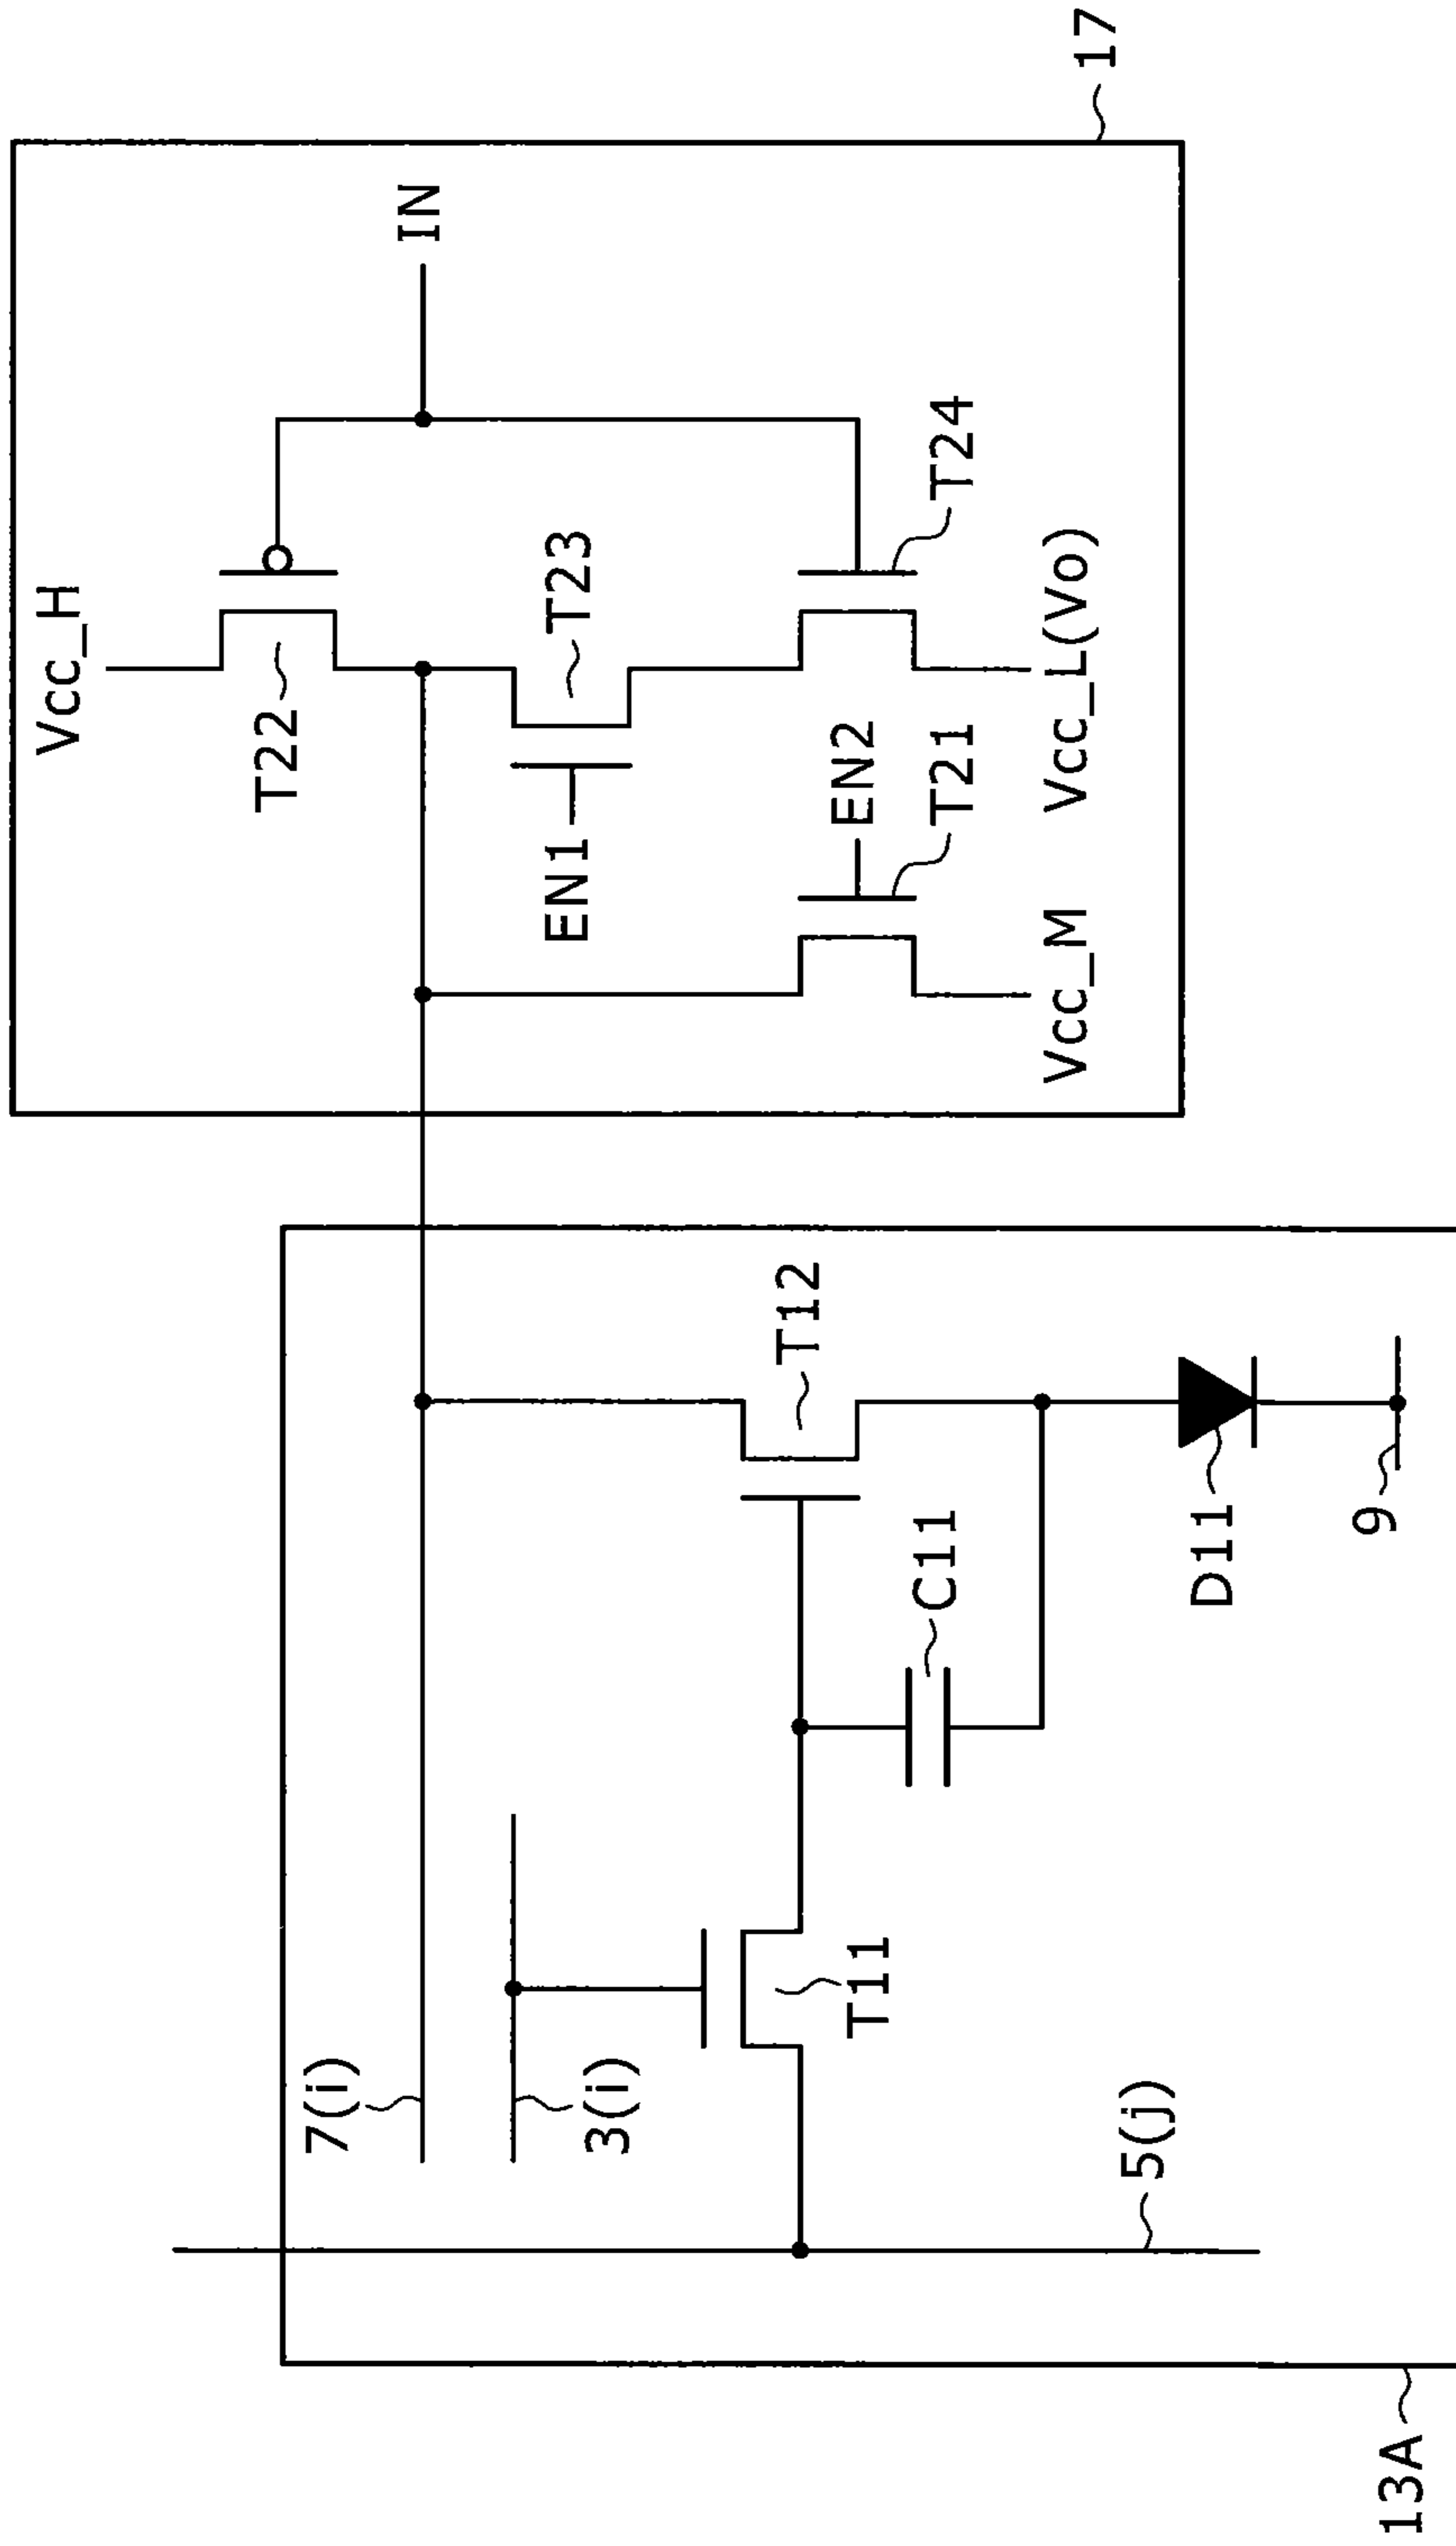 17
Vcc_H
IN
T22
T23
EN1
T24
EN2
T21
Vcc_M
Vcc_L(Vo)
7(i)
3(i)
T12
C11
T11
D11
5(j)
9
13A